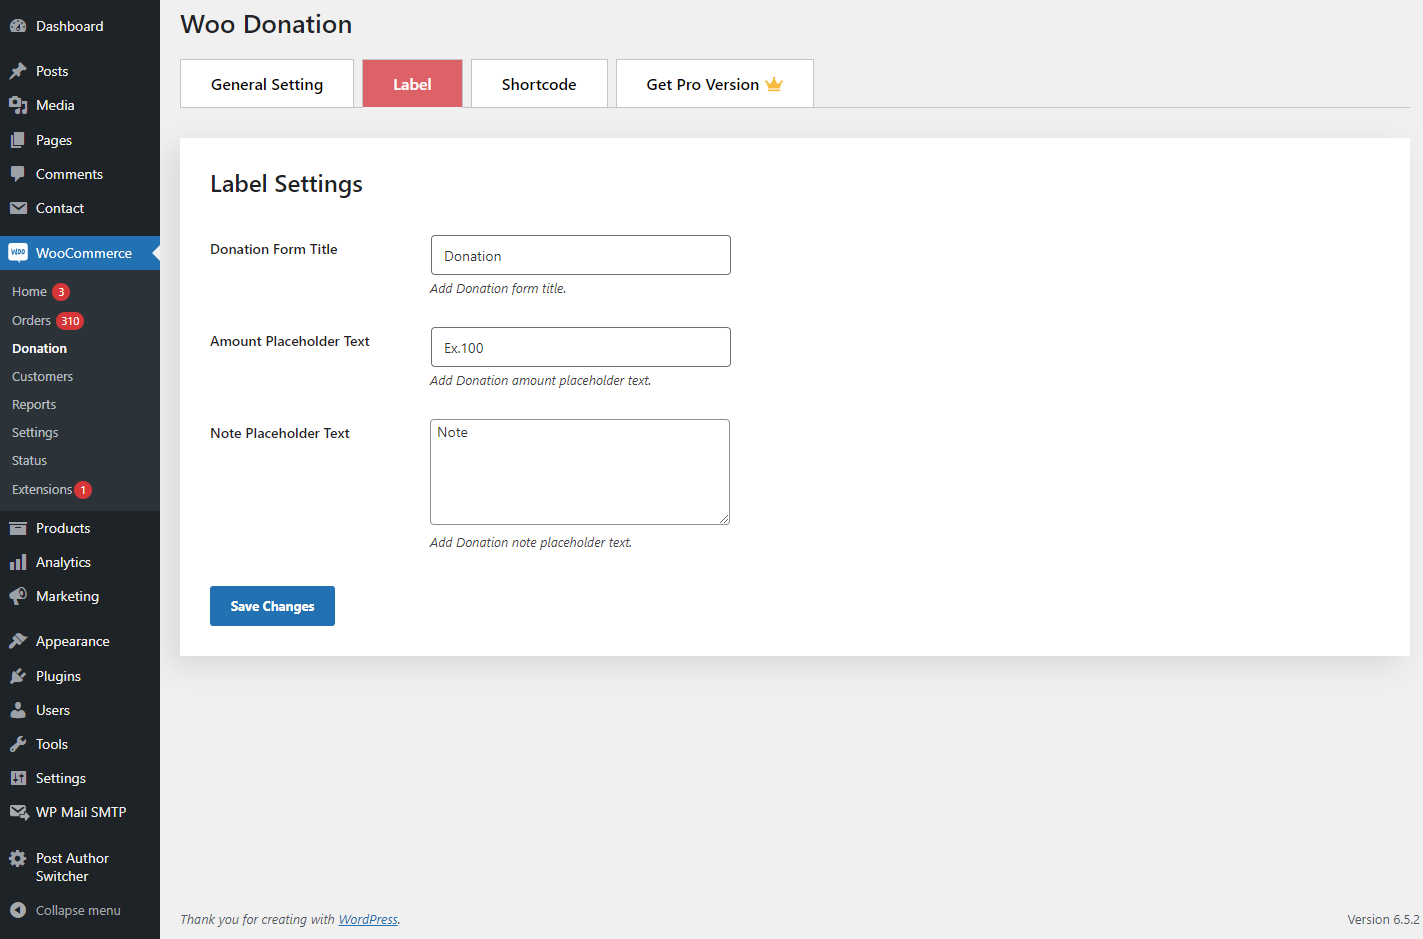 Dashboard
Posts
Media
Pages
Comments
Contact
Woo
WooCommerce
Home 3
Orders 310
Donation
Customers
Reports
Settings
Status
Extensions 1
Products
Analytics
Marketing
Appearance
Plugins
Users
Tools
Settings
WP Mail SMTP
Post Author
Switcher
Collapse menu
Woo Donation
General Setting
Label
Shortcode
Get Pro Version
Label Settings
Donation Form Title
Donation
Add Donation form title.
Amount Placeholder Text
Ex.100
Add Donation amount placeholder text.
Note Placeholder Text
Note
Add Donation note placeholder text.
Save Changes
Thank you for creating with WordPress.
Version 6.5.2